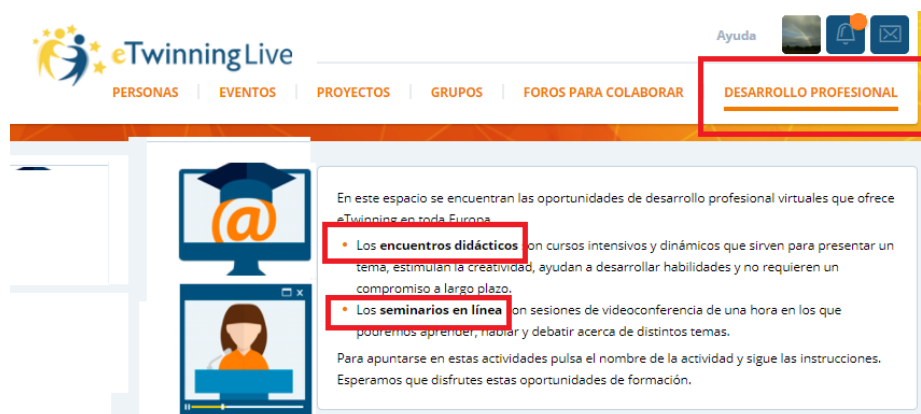 eTwinning Live
Ayuda
PERSONAS EVENTOS PROYECTOS GRUPOS FOROS PARA COLABORAR DESARROLLO PROFESIONAL
@
En este espacio se encuentran las oportunidades de desarrollo profesional virtuales que ofrece
eTwinning en toda Europa.
• Los encuentros didácticos son cursos intensivos y dinámicos que sirven para presentar un
tema, estimulan la creatividad, ayudan a desarrollar habilidades y no requieren un
compromiso a largo plazo.
• Los seminarios en línea son sesiones de videoconferencia de una hora en los que
podremos aprender, hablar y debatir acerca de distintos temas.
Para apuntarse en estas actividades pulsa el nombre de la actividad y sigue las instrucciones.
Esperamos que disfrutes estas oportunidades de formación.